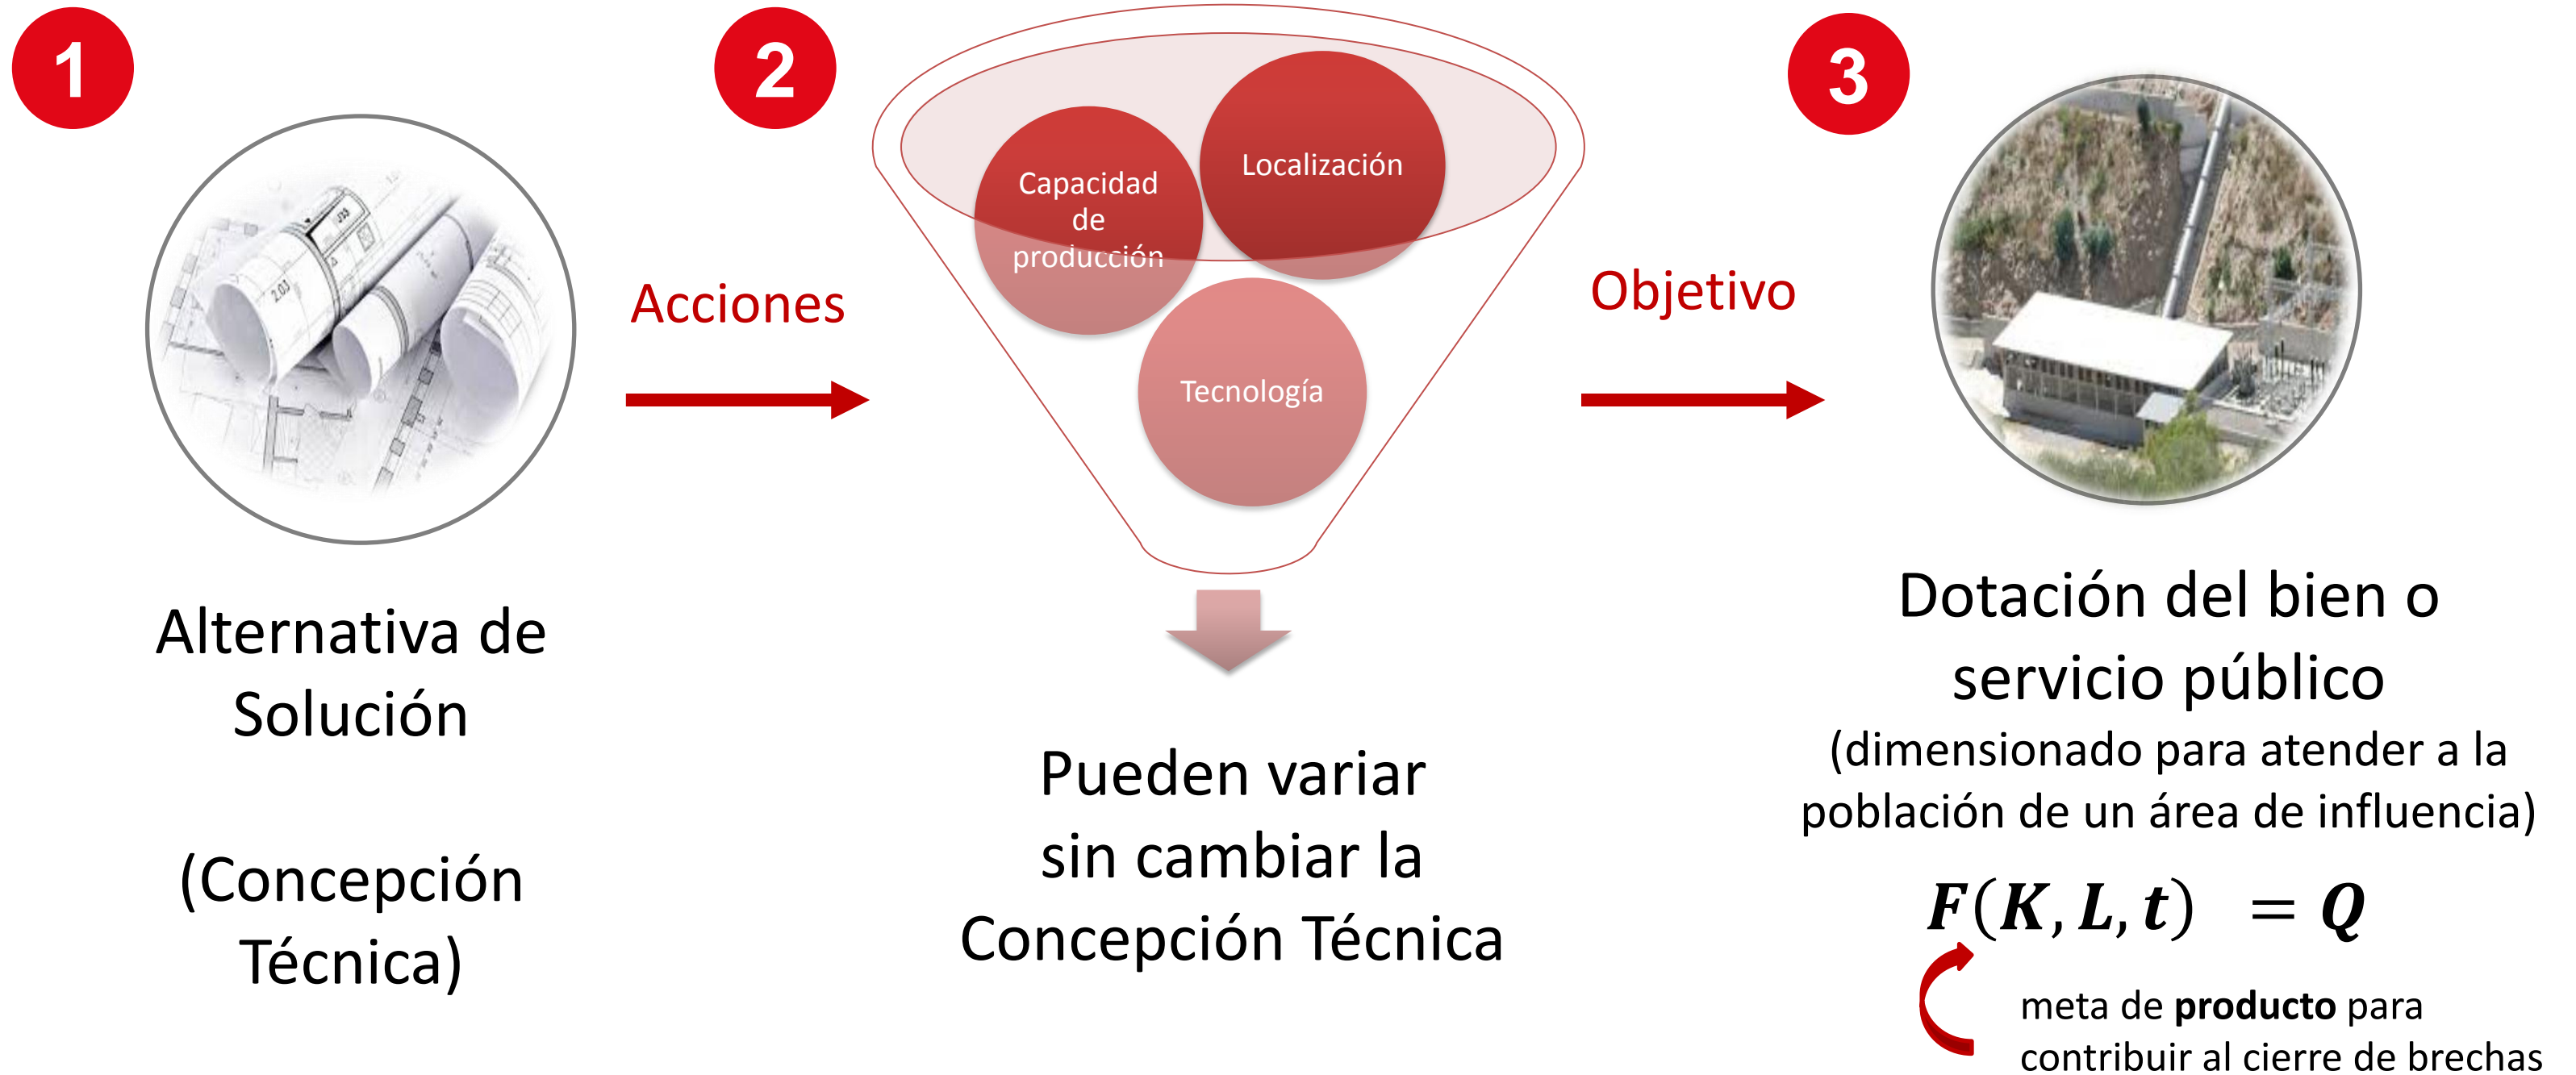 1
Alternativa de
Solución
(Concepción
Técnica)
Acciones
2
Capacidad
de
producción
Localización
Tecnología
Pueden variar
sin cambiar la
Concepción Técnica
Objetivo
3
Dotación del bien o
servicio público
(dimensionado para atender a la
población de un área de influencia)
F(K, L, t) = Q
meta de producto para
contribuir al cierre de brechas